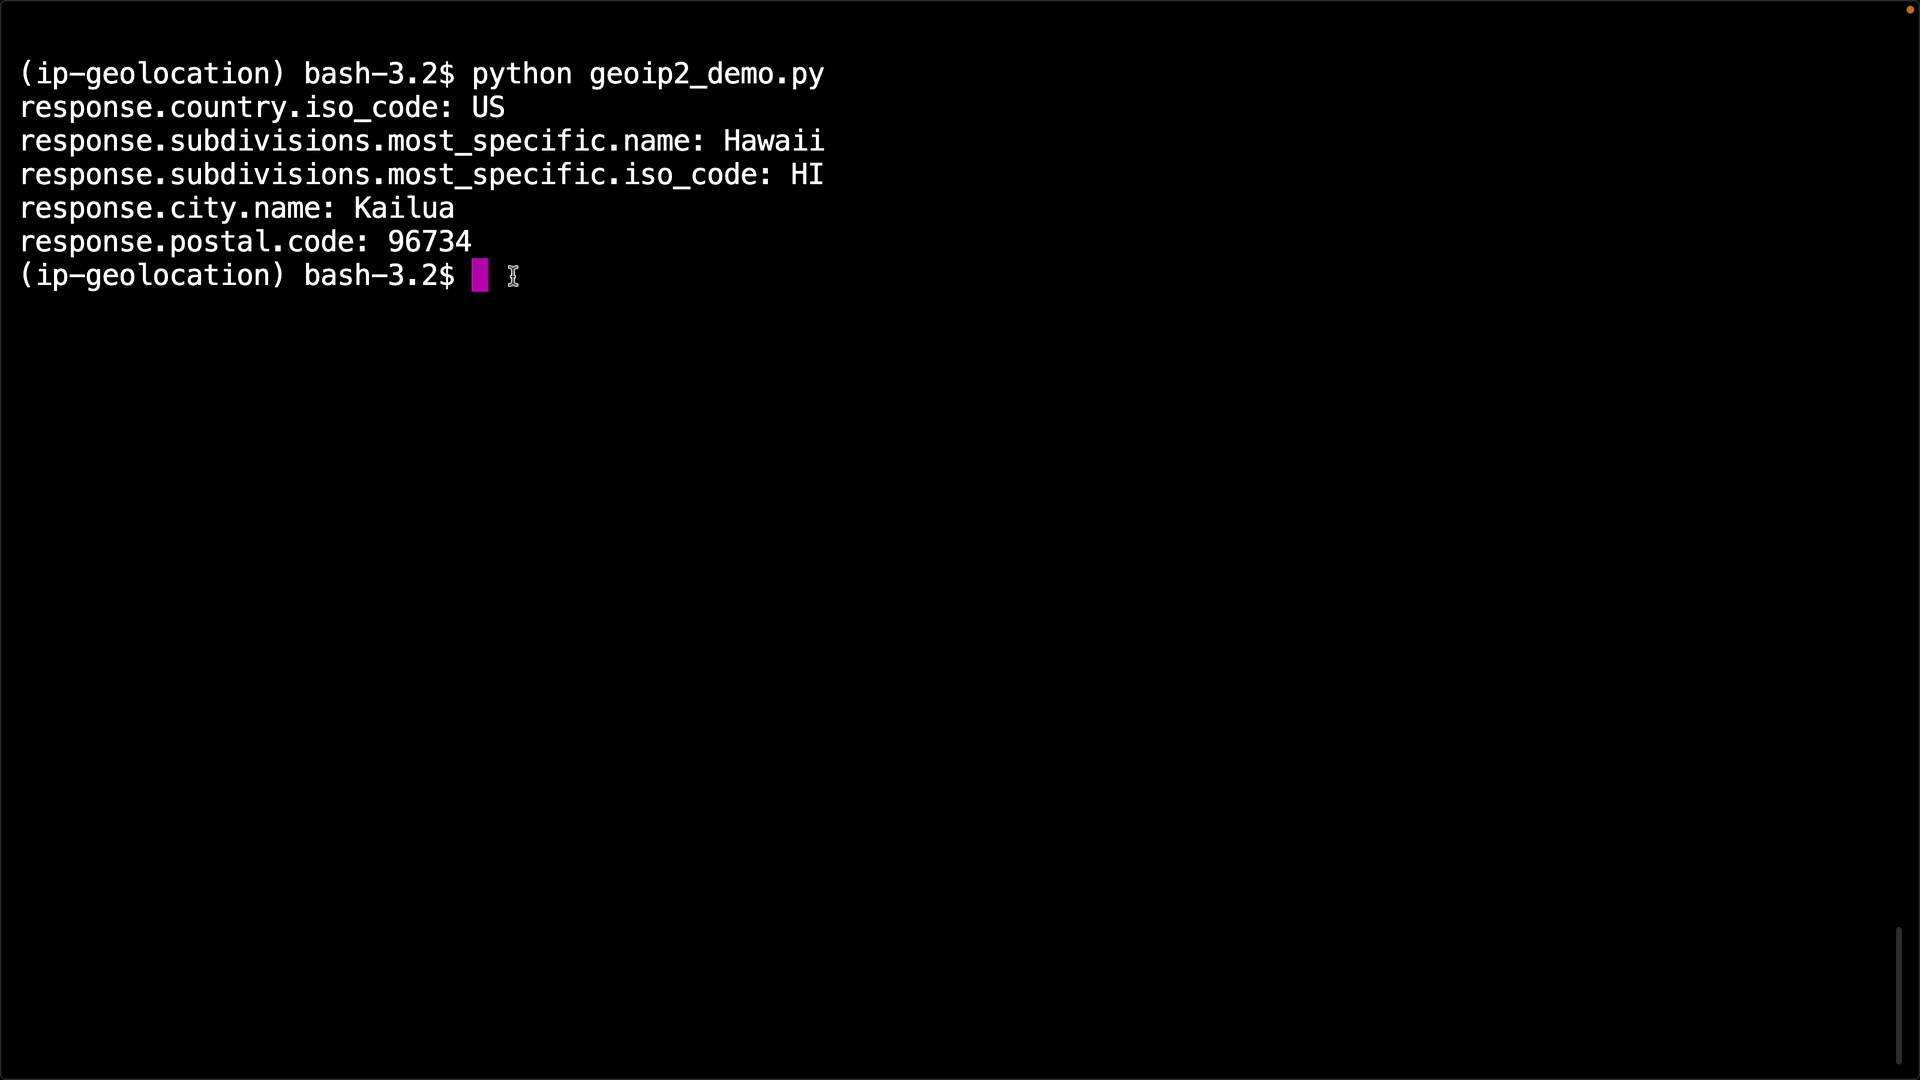 (ip-geolocation) bash-3.2$ python geoip2_demo.py
response.country.iso_code: US
response.subdivisions.most_specific.name: Hawaii
response.subdivisions.most_specific.iso_code: HI
response.city.name: Kailua
response.postal.code: 96734
(ip-geolocation) bash-3.2$